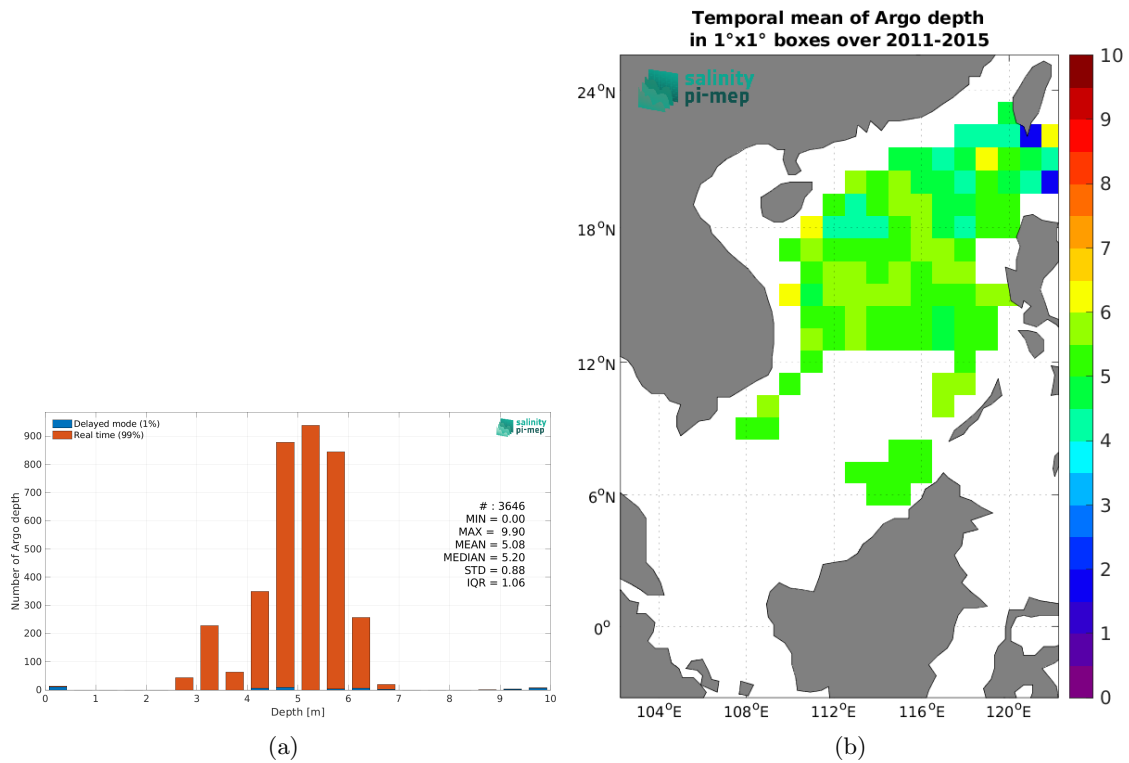 Delayed mode (1%)
Real time (99%)
salinity
pi-mep
900
800
700
600
500
400
300
200
100
0
Number of Argo depth
# : 3646
MIN = 0.00
MAX = 9.90
MEAN = 5.08
MEDIAN = 5.20
STD = 0.88
IQR = 1.06
0 1 2 3 4 5 6 7 8 9 10
Depth [m]
(a)
Temporal mean of Argo depth
in 1°x1° boxes over 2011-2015
salinity
pi-mep
24°N
18°N
12°N
6°N
0°
104°E 108°E 112°E 116°E 120°E
10
9
8
7
6
5
4
3
2
1
0
(b)